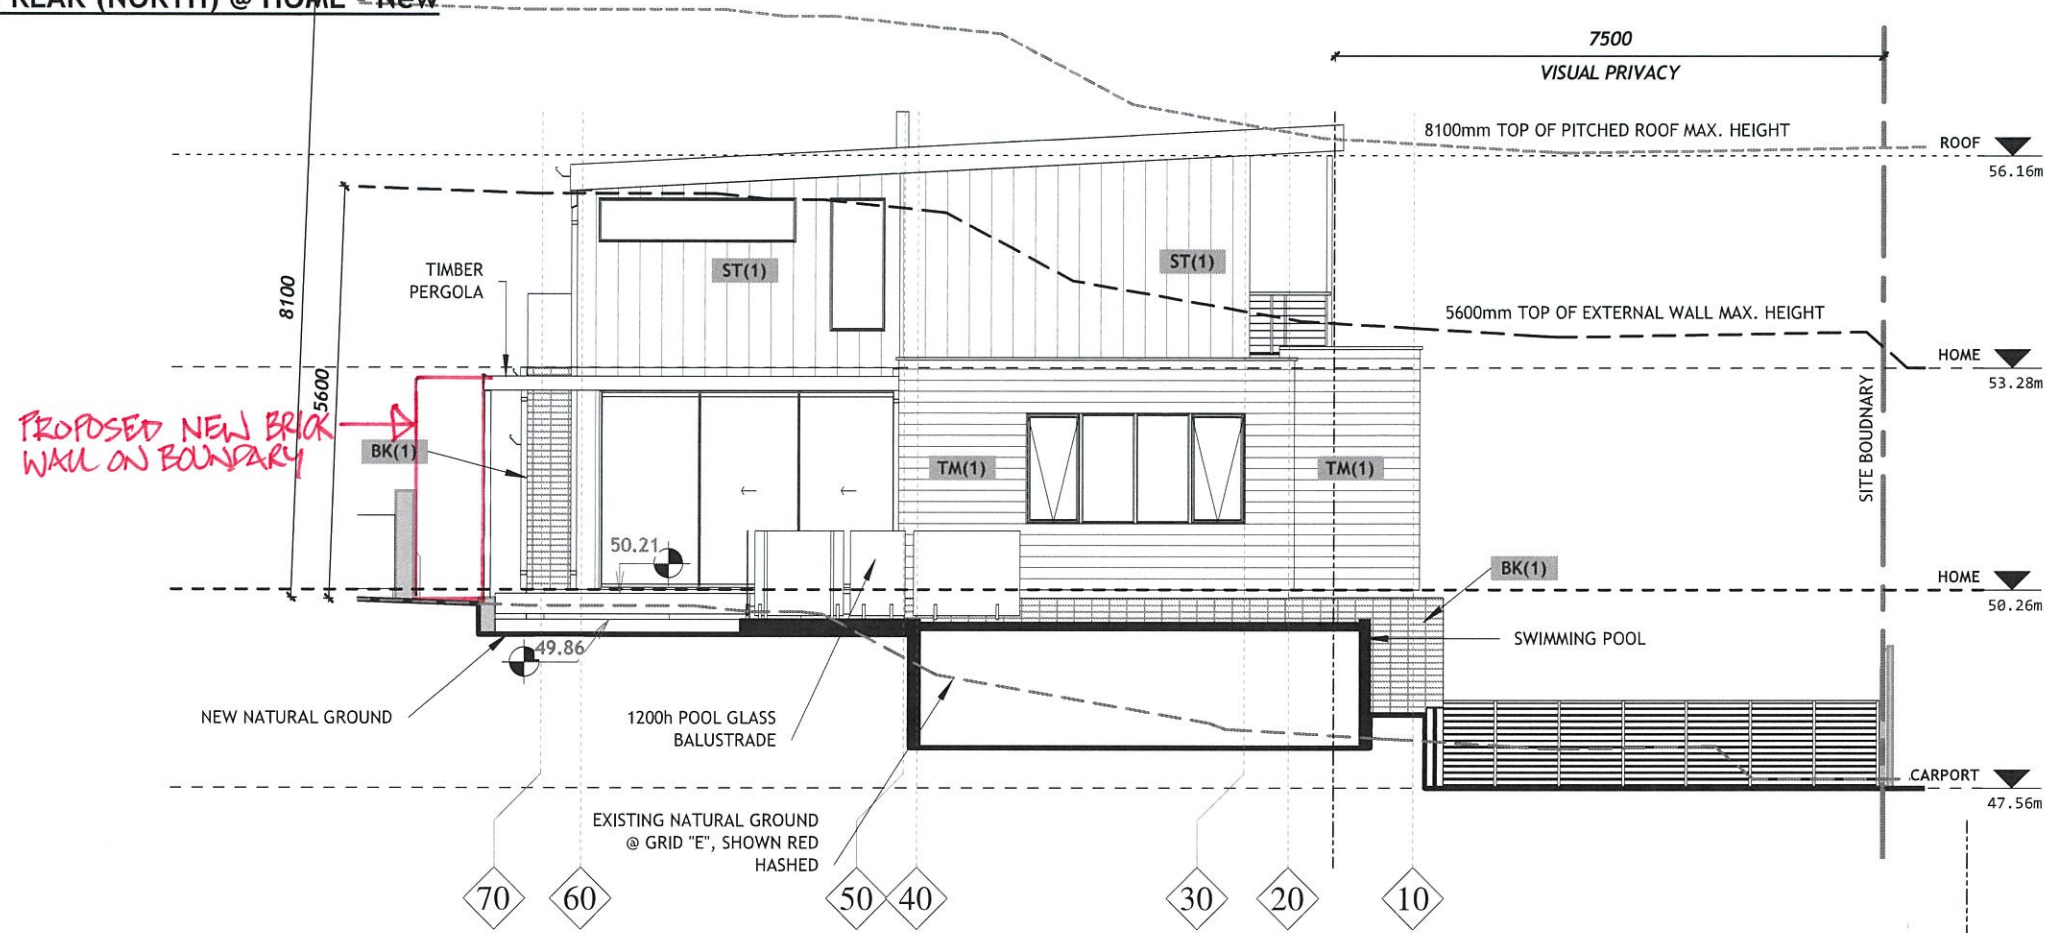 REAR (NORTH) @ HOME - New
7500
VISUAL PRIVACY
8100mm TOP OF PITCHED ROOF MAX. HEIGHT
ROOF
56.16m
ST(1)
ST(1)
TIMBER
PERGOLA
8100
5600mm TOP OF EXTERNAL WALL MAX. HEIGHT
HOME
53.28m
5600
PROPOSED NEW BRICK
WALL ON BOUNDARY
BK(1)
TM(1)
TM(1)
SITE BOUDNARY
50.21
BK(1)
HOME
50.26m
SWIMMING POOL
49.86
NEW NATURAL GROUND
1200h POOL GLASS
BALUSTRADE
CARPORT
47.56m
EXISTING NATURAL GROUND
@ GRID "E", SHOWN RED
HASHED
70
60
50
40
30
20
10